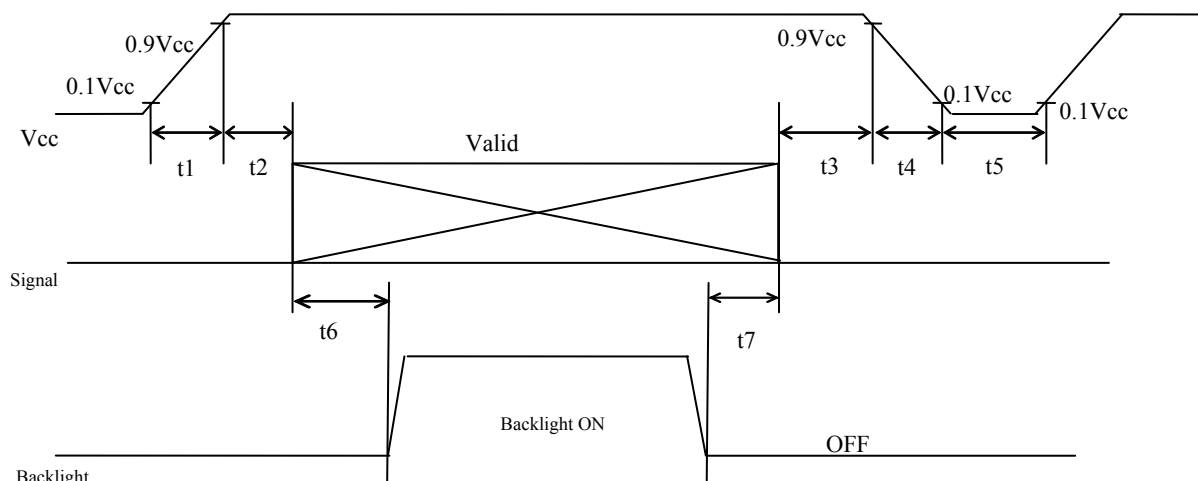 0.9Vcc
0.9Vcc
0.1Vcc
0.1Vcc
0.1Vcc
Vcc
Valid
t1
t2
t3
t4
t5
Signal
t6
t7
Backlight ON
OFF
Backlight